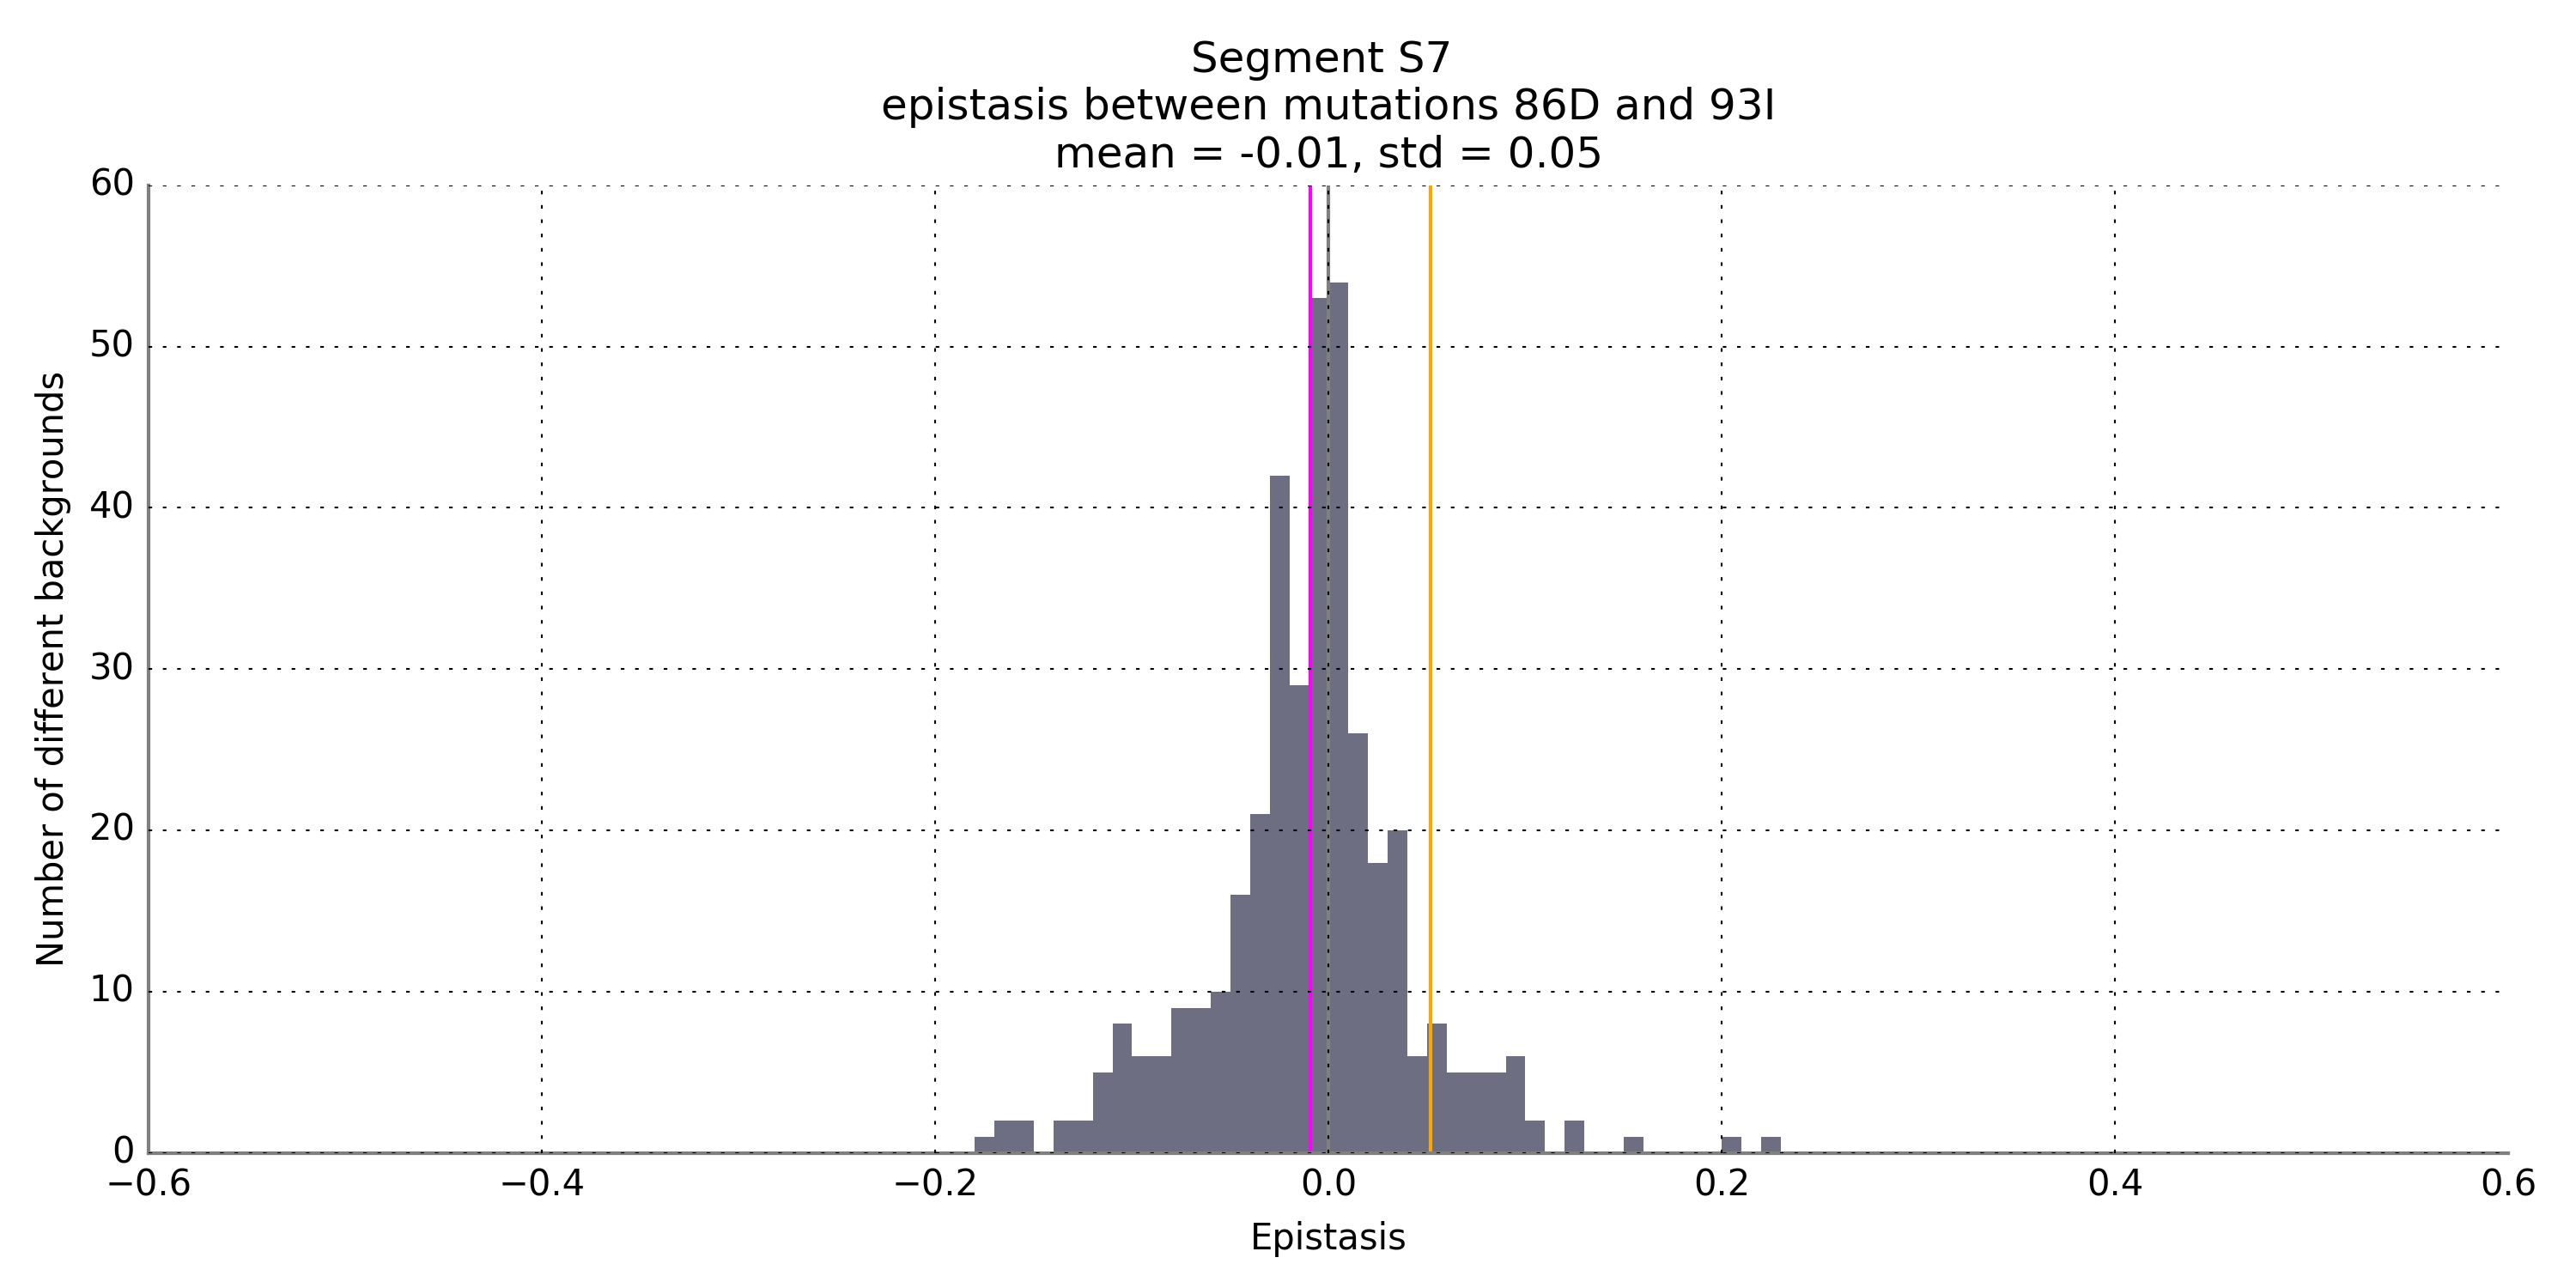 Segment S7
epistasis between mutations 86D and 93I
mean = -0.01, std = 0.05
60
50
40
30
20
10
0
Number of different backgrounds
−0.6
−0.4
−0.2
0.0
0.2
0.4
0.6
Epistasis